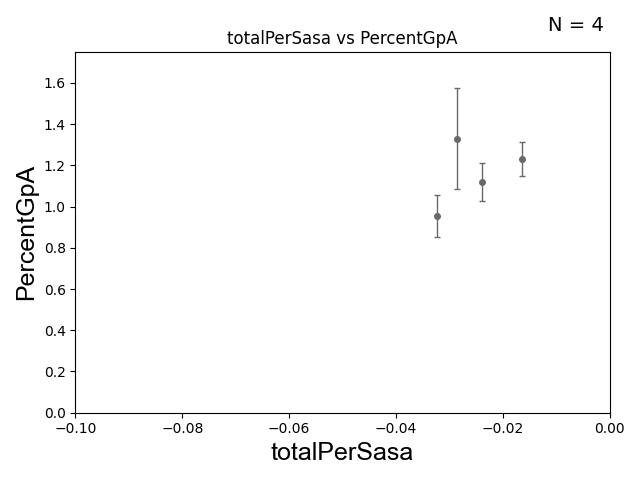 N = 4
totalPerSasa vs PercentGpA
PercentGpA
1.6
1.4
1.2
1.0
0.8
0.6
0.4
0.2
0.0
−0.10 −0.08 −0.06 −0.04 −0.02 0.00
totalPerSasa